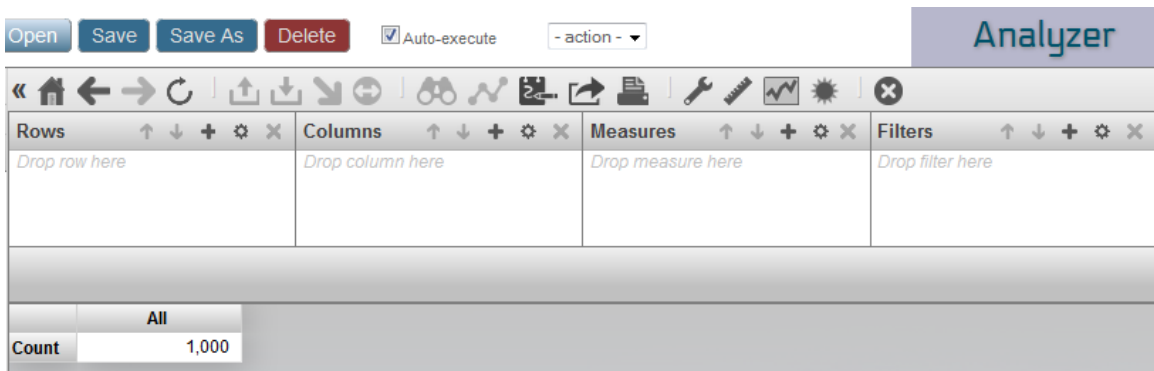 Open Save Save As Delete Auto-execute - action - Analyzer
Rows Columns Measures Filters
Drop row here Drop column here Drop measure here Drop filter here
All
Count 1,000